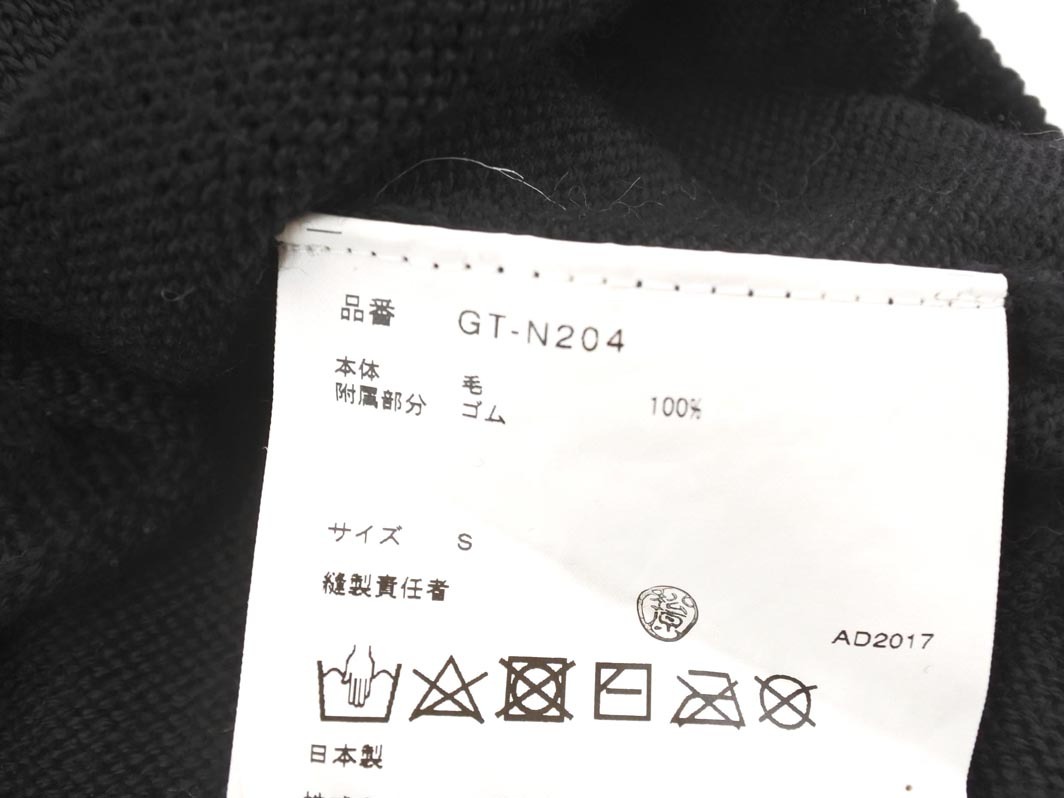 品番 GT-N204
本体 毛 100%
附属部分 ゴム
サイズ S
縫製責任者
AD2017
日本製